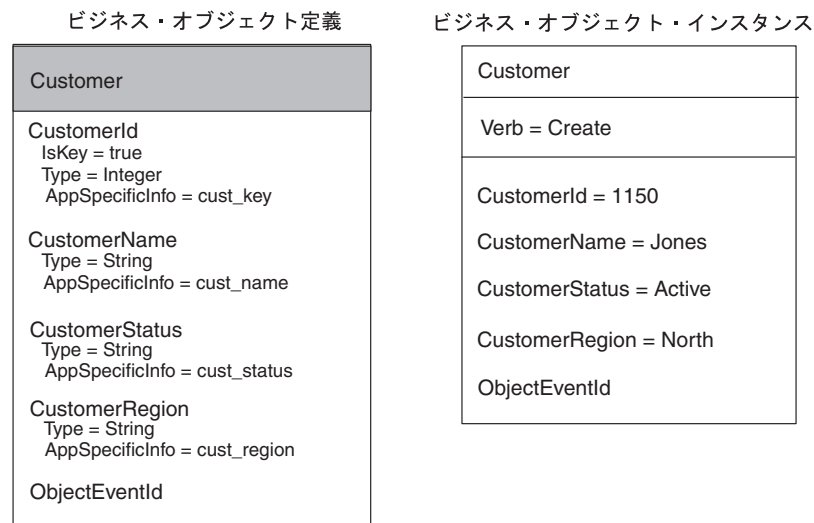 ビジネス・オブジェクト定義
Customer
CustomerId
IsKey = true
Type = Integer
AppSpecificInfo = cust_key
CustomerName
Type = String
AppSpecificInfo = cust_name
CustomerStatus
Type = String
AppSpecificInfo = cust_status
CustomerRegion
Type = String
AppSpecificInfo = cust_region
ObjectEventId
ビジネス・オブジェクト・インスタンス
Customer
Verb = Create
CustomerId = 1150
CustomerName = Jones
CustomerStatus = Active
CustomerRegion = North
ObjectEventId